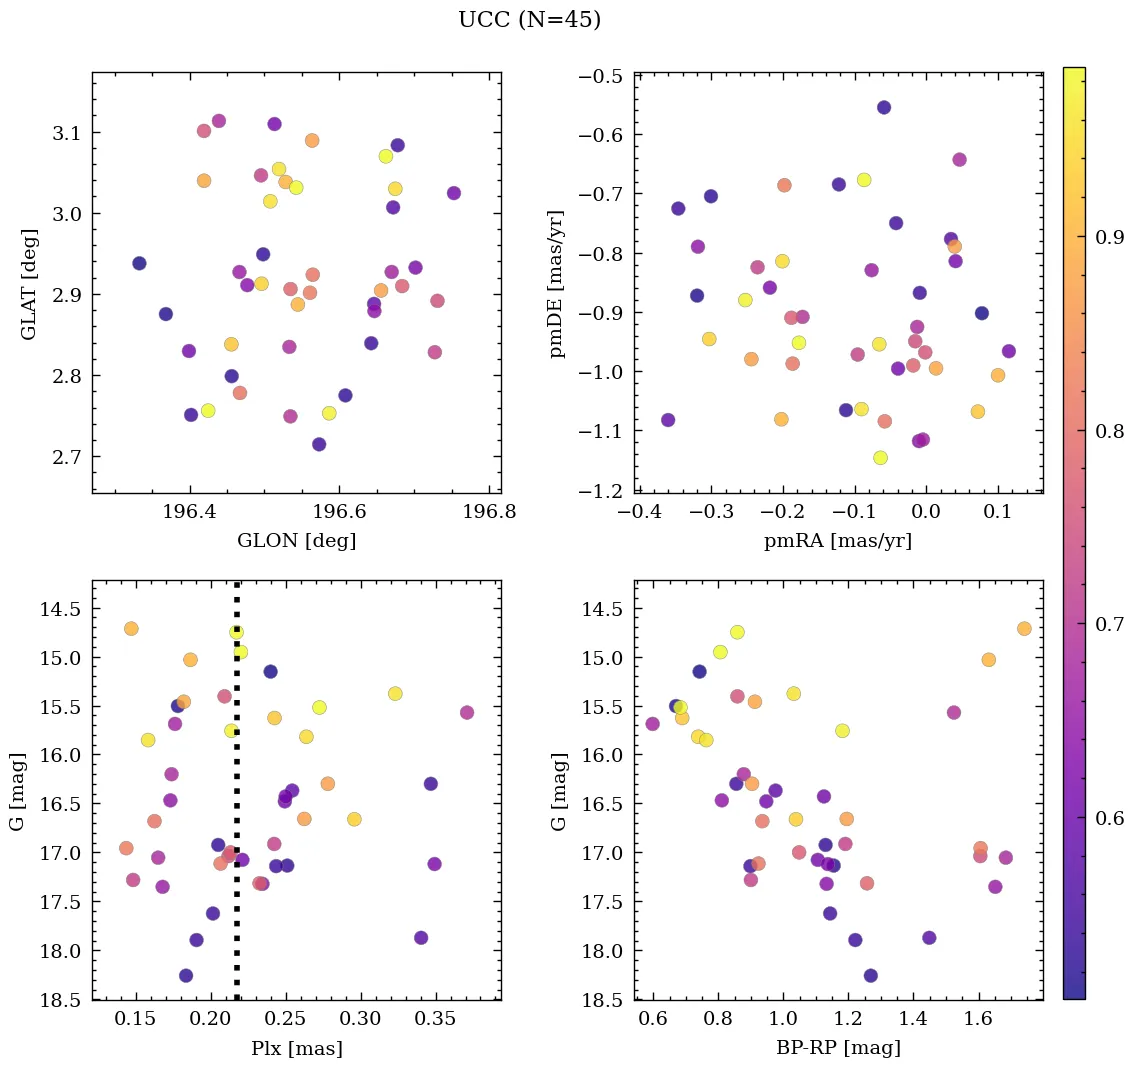 UCC (N=45)
3.1
3.0
2.9
2.8
2.7
GLAT [deg]
196.4 196.6 196.8
GLON [deg]
−0.5
−0.6
−0.7
−0.8
−0.9
−1.0
−1.1
−1.2
pmDE [mas/yr]
−0.4 −0.3 −0.2 −0.1 0.0 0.1
pmRA [mas/yr]
14.5
15.0
15.5
16.0
16.5
17.0
17.5
18.0
18.5
G [mag]
0.15 0.20 0.25 0.30 0.35
Plx [mas]
14.5
15.0
15.5
16.0
16.5
17.0
17.5
18.0
18.5
G [mag]
0.6 0.8 1.0 1.2 1.4 1.6
BP-RP [mag]
0.9
0.8
0.7
0.6